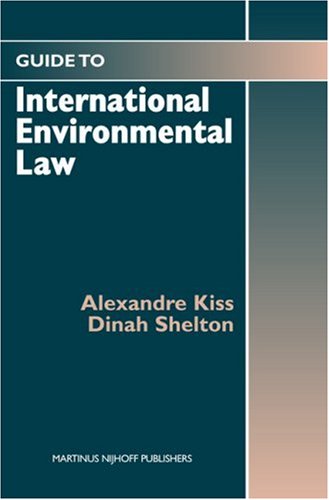 GUIDE TO
International
Environmental
Law
Alexandre Kiss
Dinah Shelton
MARTINUS NIJHOFF PUBLISHERS